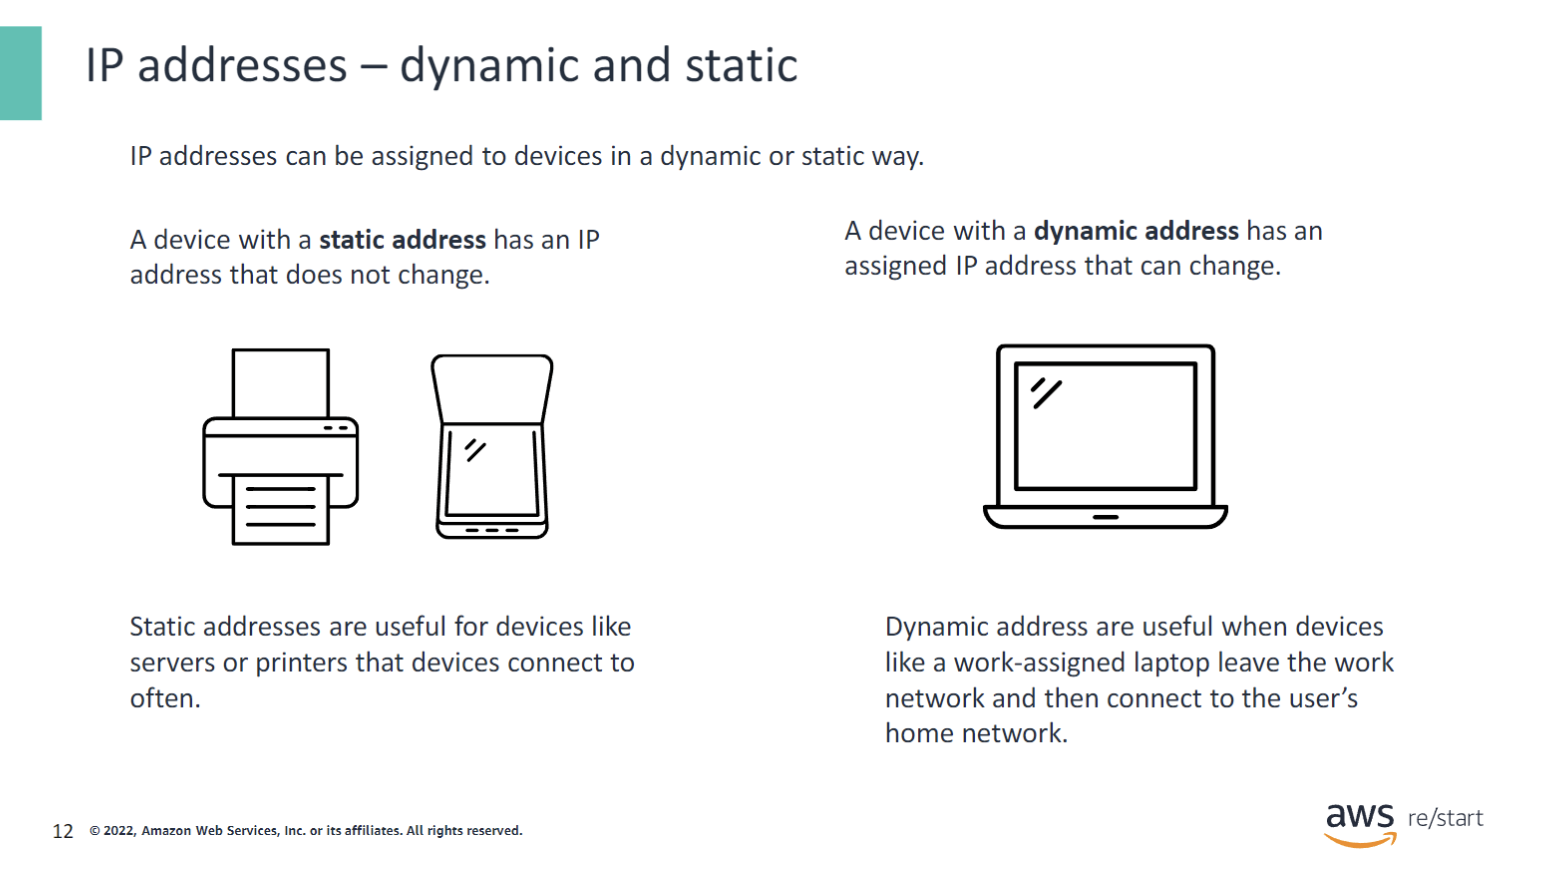 IP addresses – dynamic and static
IP addresses can be assigned to devices in a dynamic or static way.
A device with a static address has an IP
address that does not change.
A device with a dynamic address has an
assigned IP address that can change.
Static addresses are useful for devices like
servers or printers that devices connect to
often.
Dynamic address are useful when devices
like a work-assigned laptop leave the work
network and then connect to the user’s
home network.
12 © 2022, Amazon Web Services, Inc. or its affiliates. All rights reserved.
aws re/start